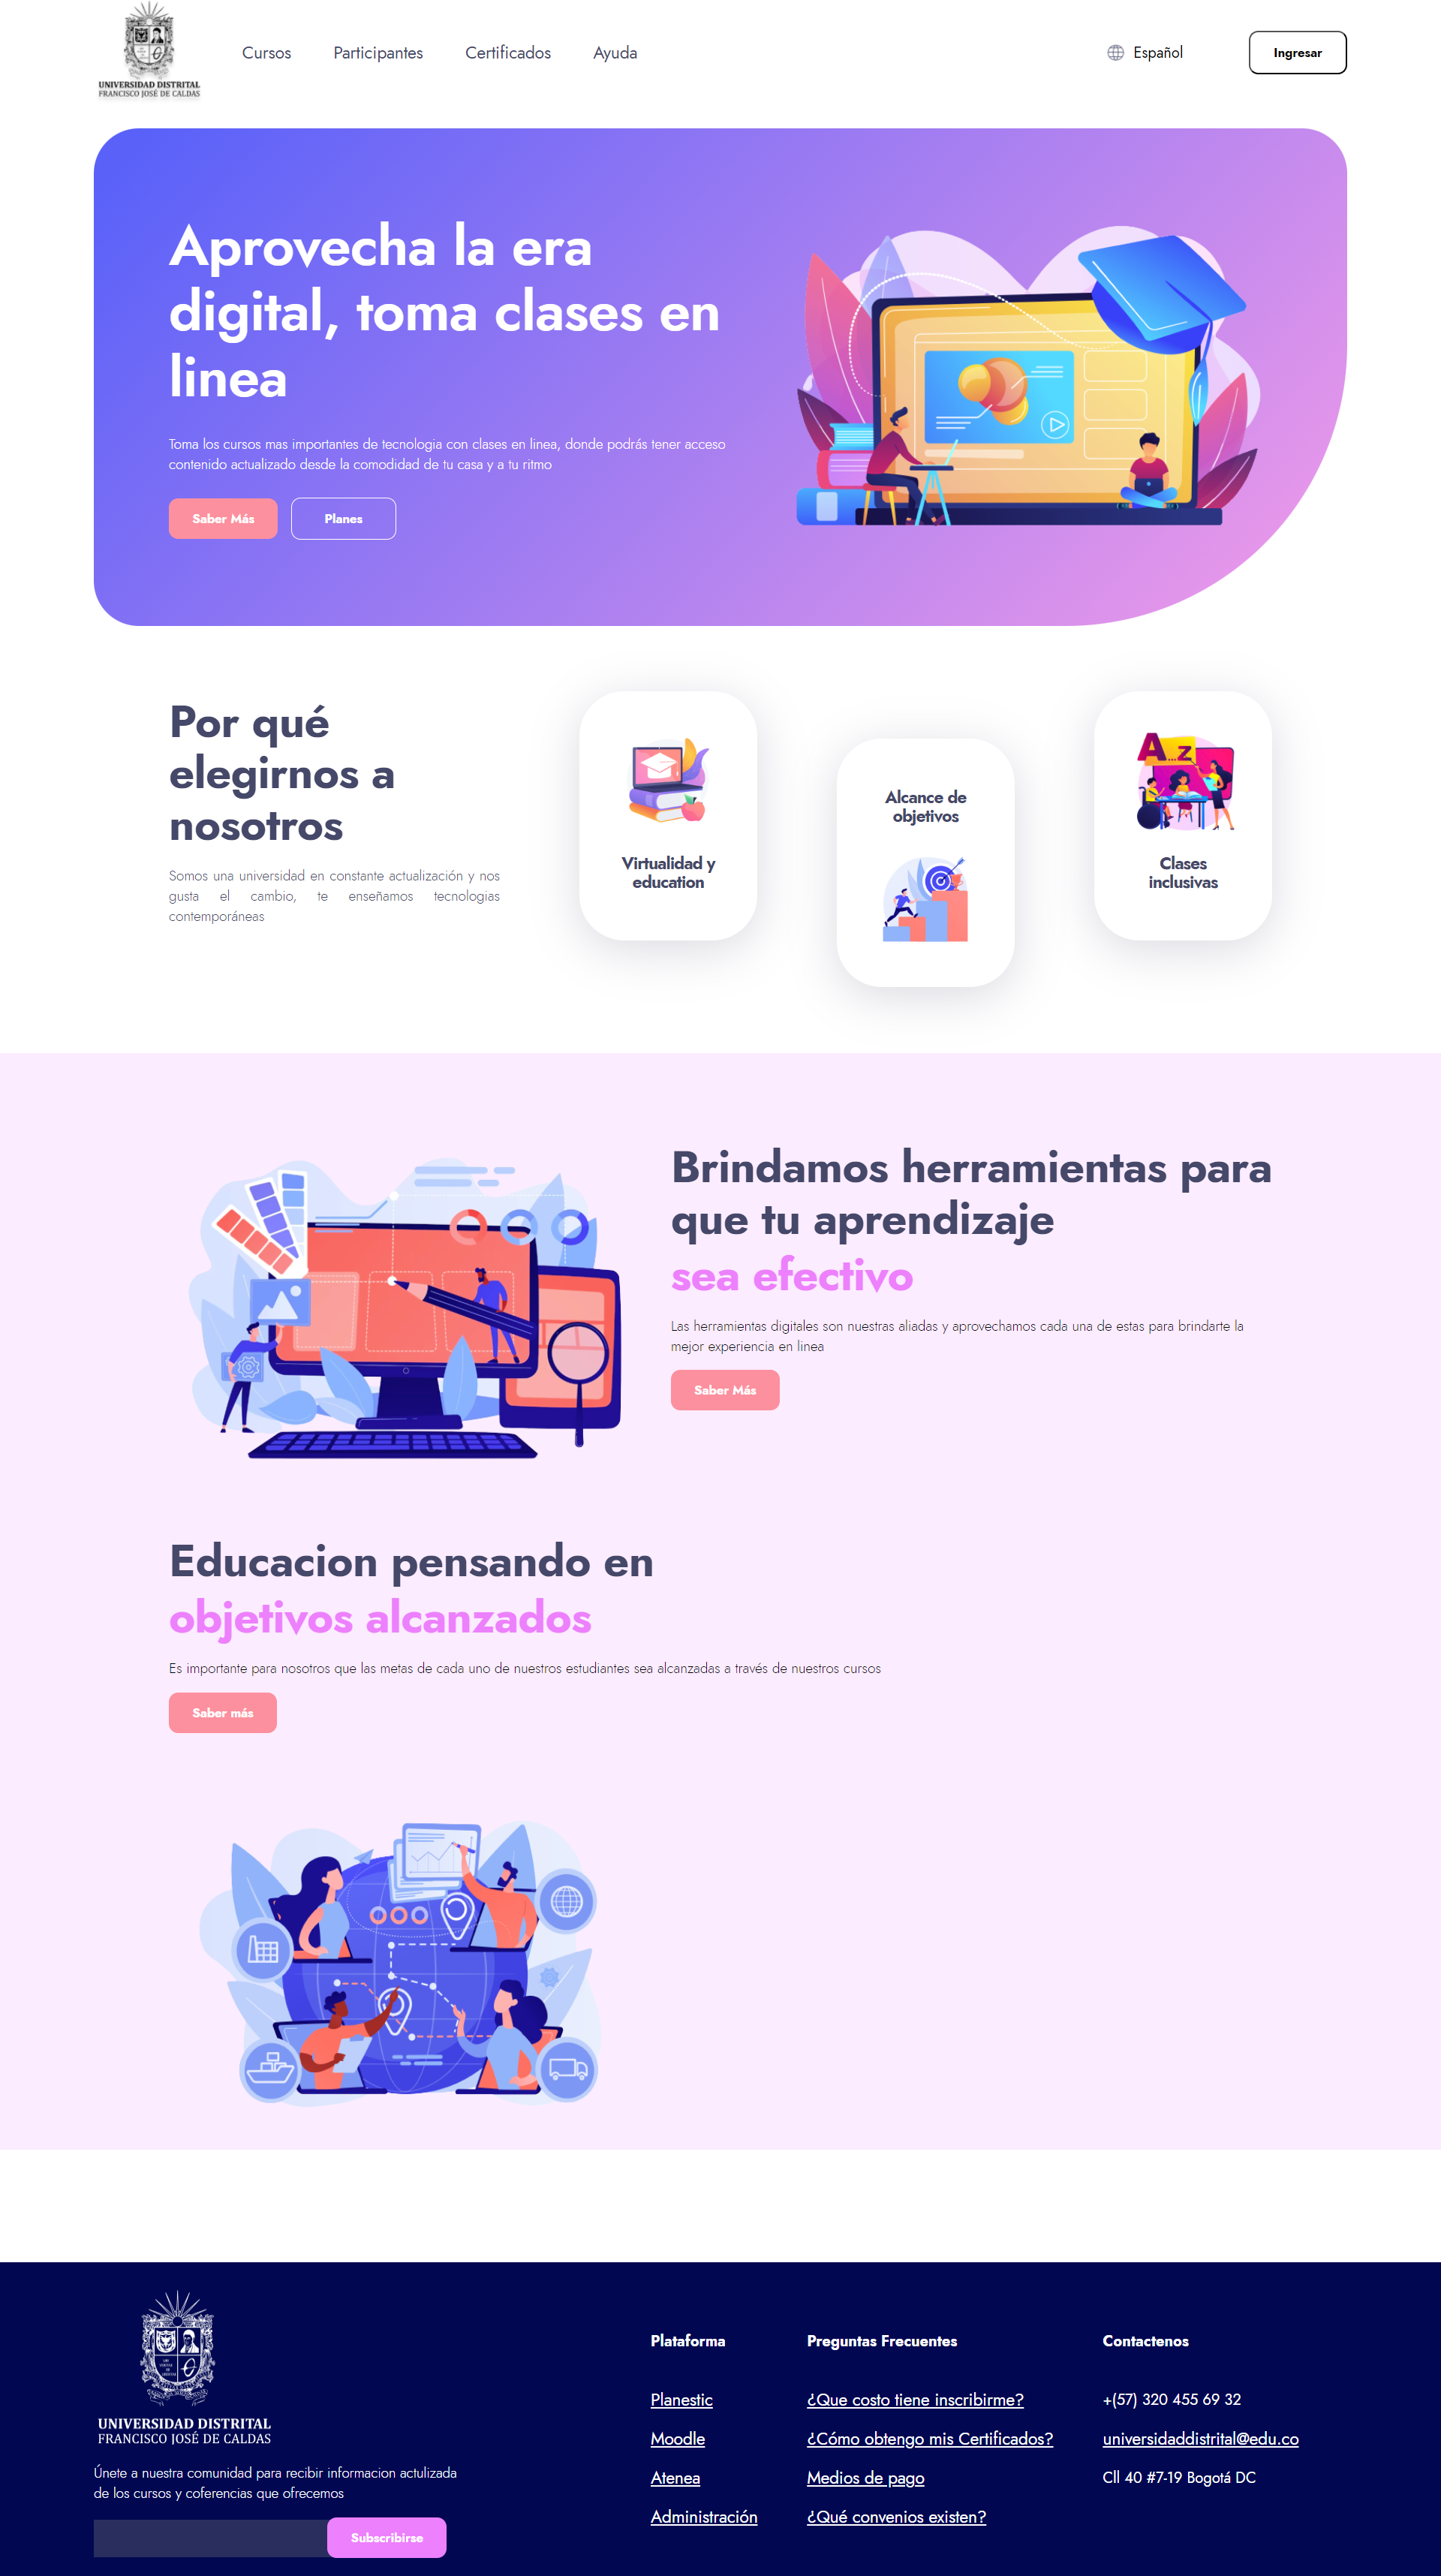 UNIVERSIDAD DISTRITAL
FRANCISCO JOSÉ DE CALDAS
Cursos
Participantes
Certificados
Ayuda
Español
Ingresar
Aprovecha la era
digital, toma clases en
linea
Toma los cursos mas importantes de tecnologia con clases en linea, donde podrás tener acceso
contenido actualizado desde la comodidad de tu casa y a tu ritmo
Saber Más
Planes
Por qué
elegirnos a
nosotros
Somos una universidad en constante actualización y nos
gusta el cambio, te enseñamos tecnologias
contemporáneas
Virtualidad y
education
Alcance de
objetivos
A...z
Clases
inclusivas
Brindamos herramientas para
que tu aprendizaje
sea efectivo
Las herramientas digitales son nuestras aliadas y aprovechamos cada una de estas para brindarte la
mejor experiencia en linea
Saber Más
Educacion pensando en
objetivos alcanzados
Es importante para nosotros que las metas de cada uno de nuestros estudiantes sea alcanzadas a través de nuestros cursos
Saber más
UNIVERSIDAD DISTRITAL
FRANCISCO JOSÉ DE CALDAS
Únete a nuestra comunidad para recibir informacion actulizada
de los cursos y coferencias que ofrecemos
Subscribirse
Plataforma
Planestic
Moodle
Atenea
Administración
Preguntas Frecuentes
¿Que costo tiene inscribirme?
¿Cómo obtengo mis Certificados?
Medios de pago
¿Qué convenios existen?
Contactenos
+(57) 320 455 69 32
universidaddistrital@edu.co
Cll 40 #7-19 Bogotá DC